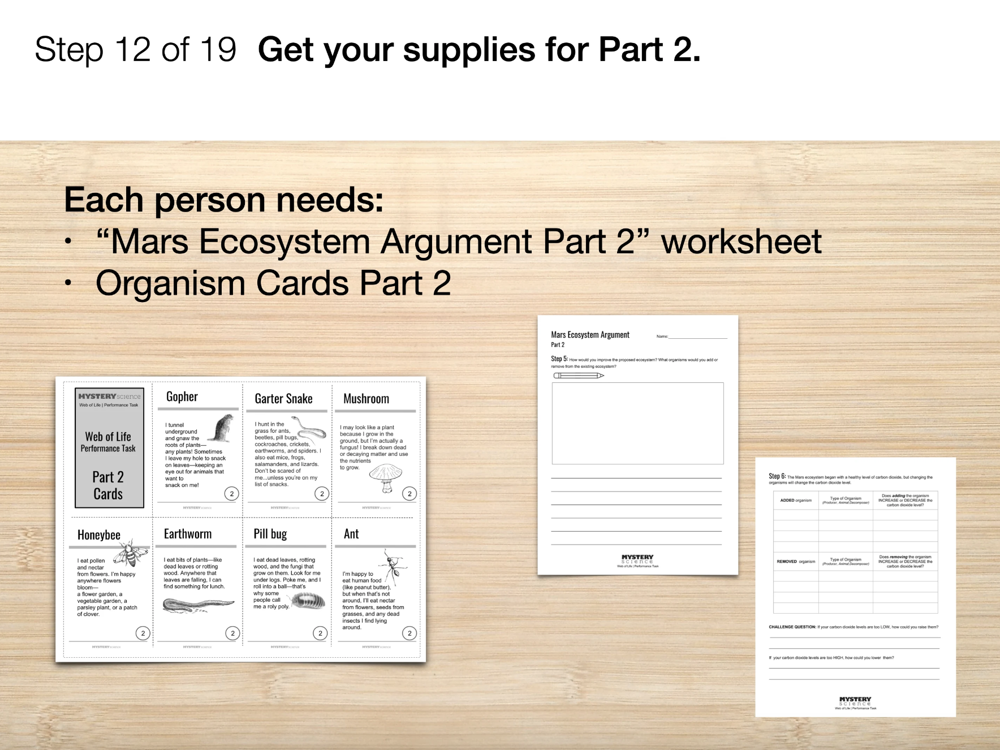 Step 12 of 19 Get your supplies for Part 2.
Each person needs:
• “Mars Ecosystem Argument Part 2” worksheet
• Organism Cards Part 2
MYSTERYscience
Web of Life | Performance Task
Web of Life
Performance Task
Part 2
Cards
Gopher
I tunnel
underground
and gnaw the
roots of plants—
any plants! Sometimes
I leave my hole to snack
on leaves—keeping an
eye out for animals that
want to
snack on me!
2
MYSTERYscience
Garter Snake
I hunt in the
grass for ants,
beetles, pill bugs,
cockroaches, crickets,
earthworms, and spiders. I
also eat mice, frogs,
salamanders, and lizards.
Don’t be scared of
me...unless you’re on my
list of snacks.
2
MYSTERYscience
Mushroom
I may look like a plant
because I grow in the
ground, but I’m actually a
fungus! I break down dead
or decaying matter and use
the nutrients
to grow.
2
MYSTERYscience
Honeybee
I eat pollen
and nectar
from flowers. I’m happy
anywhere flowers
bloom—
a flower garden, a
vegetable garden, a
parsley plant, or a patch
of clover.
2
MYSTERYscience
Earthworm
I eat bits of plants—like
dead leaves or rotting
wood. Anywhere that
leaves are falling, I can
find something for lunch.
2
MYSTERYscience
Pill bug
I eat dead leaves, rotting
wood, and the fungi that
grow on them. Look for me
under logs. Poke me, and I
roll into a ball—that’s
why some
people call
me a roly poly.
2
MYSTERYscience
Ant
I’m happy to
eat human food
(like peanut butter),
but when that’s not
around, I’ll eat nectar
from flowers, seeds from
grasses, and any dead
insects I find lying
around.
2
MYSTERYscience
Mars Ecosystem Argument
Name:
Part 2
Step 5: How would you improve the proposed ecosystem? What organisms would you add or
remove from the existing ecosystem?
MYSTERY
science
Web of Life | Performance Task
Step 6: The Mars ecosystem began with a healthy level of carbon dioxide, but changing the
organisms will change the carbon dioxide level.
ADDED organism
Type of Organism
(Producer, Animal,Decomposer)
Does adding the organism
INCREASE or DECREASE the
carbon dioxide level?
REMOVED organism
Type of Organism
(Producer, Animal,Decomposer)
Does removing the organism
INCREASE or DECREASE the
carbon dioxide level?
CHALLENGE QUESTION: If your carbon dioxide levels are too LOW, how could you raise them?
If your carbon dioxide levels are too HIGH, how could you lower them?
MYSTERY
science
Web of Life | Performance Task